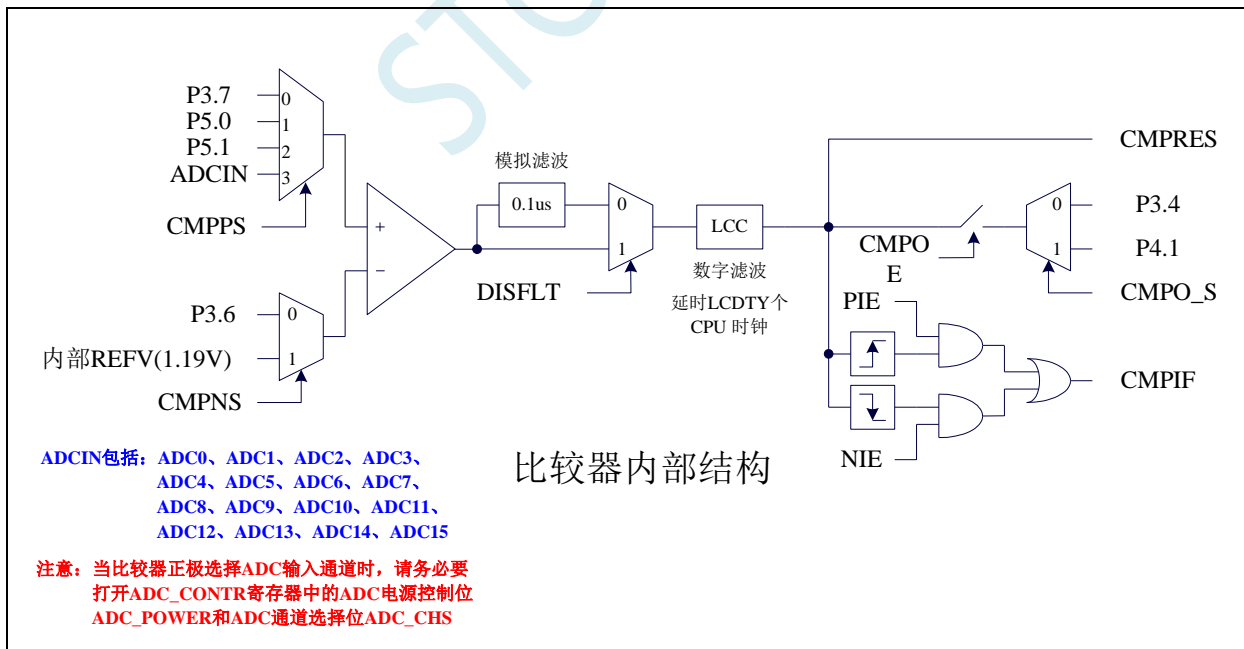 STC
P3.7
P5.0
P5.1
ADCIN
0
1
2
3
CMPPS
+
−
P3.6
内部REFV(1.19V)
0
1
CMPNS
模拟滤波
0.1us
0
1
DISFLT
LCC
数字滤波
延时LCDTY个
CPU 时钟
CMPRES
0
1
P3.4
P4.1
CMPO
E
CMPO_S
PIE
NIE
CMPIF
ADCIN包括：ADC0、ADC1、ADC2、ADC3、
ADC4、ADC5、ADC6、ADC7、
ADC8、ADC9、ADC10、ADC11、
ADC12、ADC13、ADC14、ADC15
比较器内部结构
注意：当比较器正极选择ADC输入通道时，请务必要
打开ADC_CONTR寄存器中的ADC电源控制位
ADC_POWER和ADC通道选择位ADC_CHS